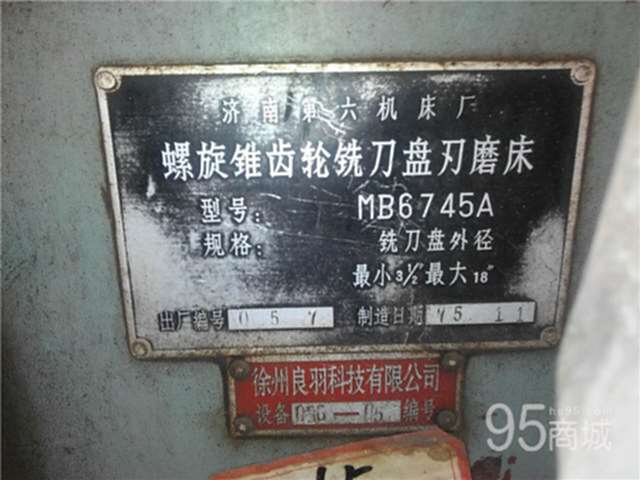 济南第六机床厂
螺旋锥齿轮铣刀盘刃磨床
型号: MB6745A
规格: 铣刀盘外径
最小3½"最大18"
出厂编号 057 制造日期 75.11
徐州良羽科技有限公司
设备 编号
95商城
he95.com